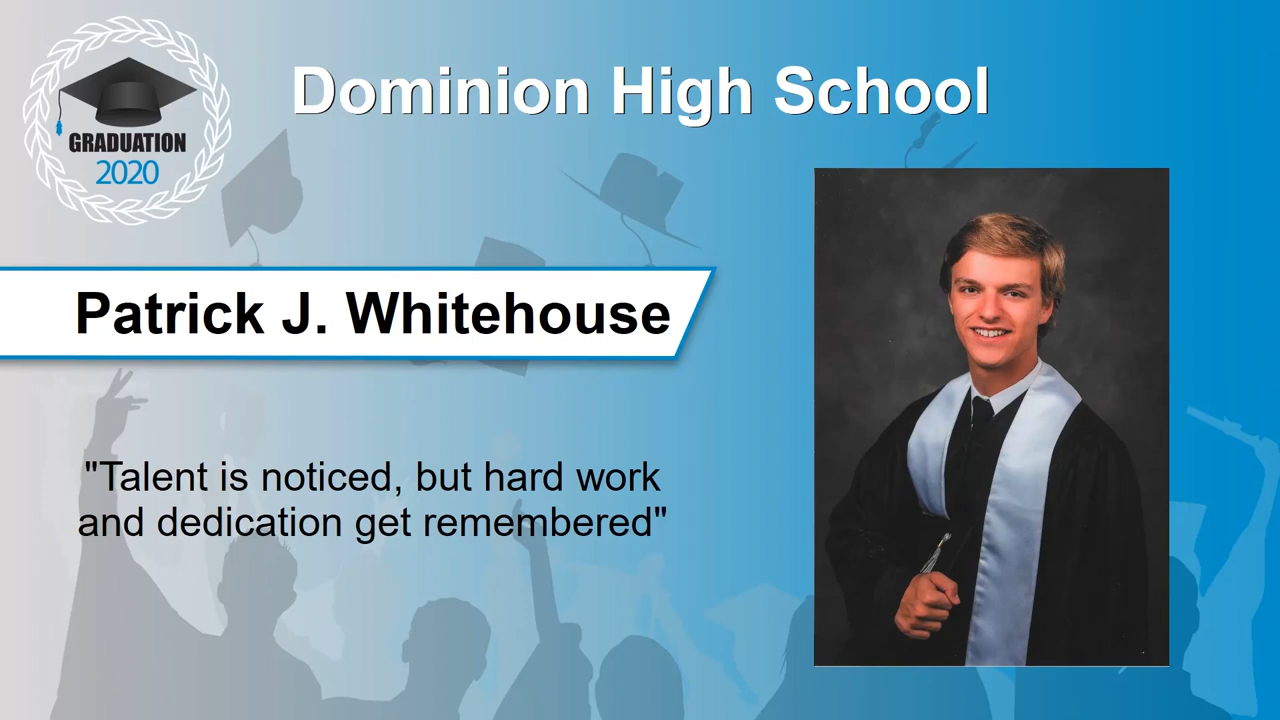 GRADUATION
2020
Dominion High School
Patrick J. Whitehouse
"Talent is noticed, but hard work
and dedication get remembered"